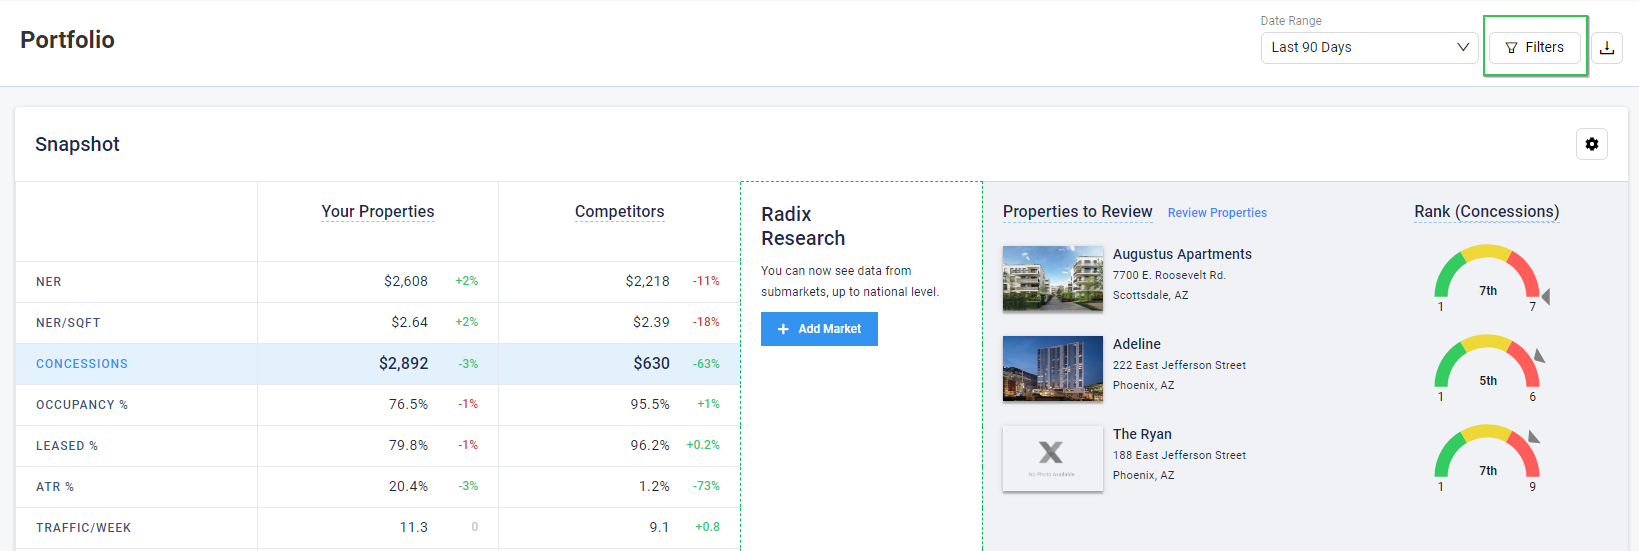 Portfolio
Date Range
Last 90 Days
Filters
Snapshot
Your Properties
Competitors
NER $2,608 +2% $2,218 -11%
NER/SQFT $2.64 +2% $2.39 -18%
CONCESSIONS $2,892 -3% $630 -63%
OCCUPANCY % 76.5% -1% 95.5% +1%
LEASED % 79.8% -1% 96.2% +0.2%
ATR % 20.4% -3% 1.2% -73%
TRAFFIC/WEEK 11.3 0 9.1 +0.8
Radix
Research
You can now see data from
submarkets, up to national level.
+ Add Market
Properties to Review Review Properties
Rank (Concessions)
Augustus Apartments
7700 E. Roosevelt Rd.
Scottsdale, AZ
7th
1 7
Adeline
222 East Jefferson Street
Phoenix, AZ
5th
1 6
X
No Photo Available
The Ryan
188 East Jefferson Street
Phoenix, AZ
7th
1 9